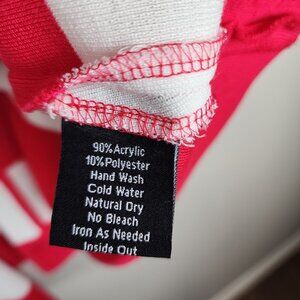 90% Acrylic
10% Polyester
Hand Wash
Cold Water
Natural Dry
No Bleach
Iron As Needed
Inside Out